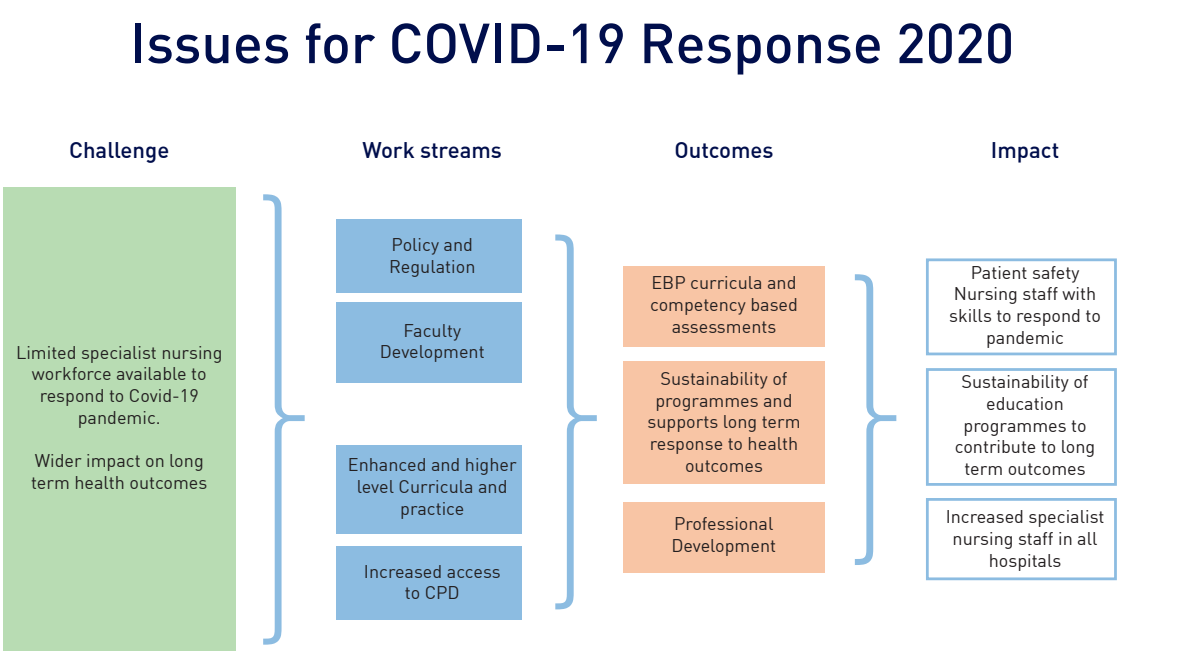 Issues for COVID-19 Response 2020
Challenge
Work streams
Outcomes
Impact
Limited specialist nursing
workforce available to
respond to Covid-19
pandemic.
Wider impact on long
term health outcomes
Policy and
Regulation
Faculty
Development
Enhanced and higher
level Curricula and
practice
Increased access
to CPD
EBP curricula and
competency based
assessments
Sustainability of
programmes and
supports long term
response to health
outcomes
Professional
Development
Patient safety
Nursing staff with
skills to respond to
pandemic
Sustainability of
education
programmes to
contribute to long
term outcomes
Increased specialist
nursing staff in all
hospitals